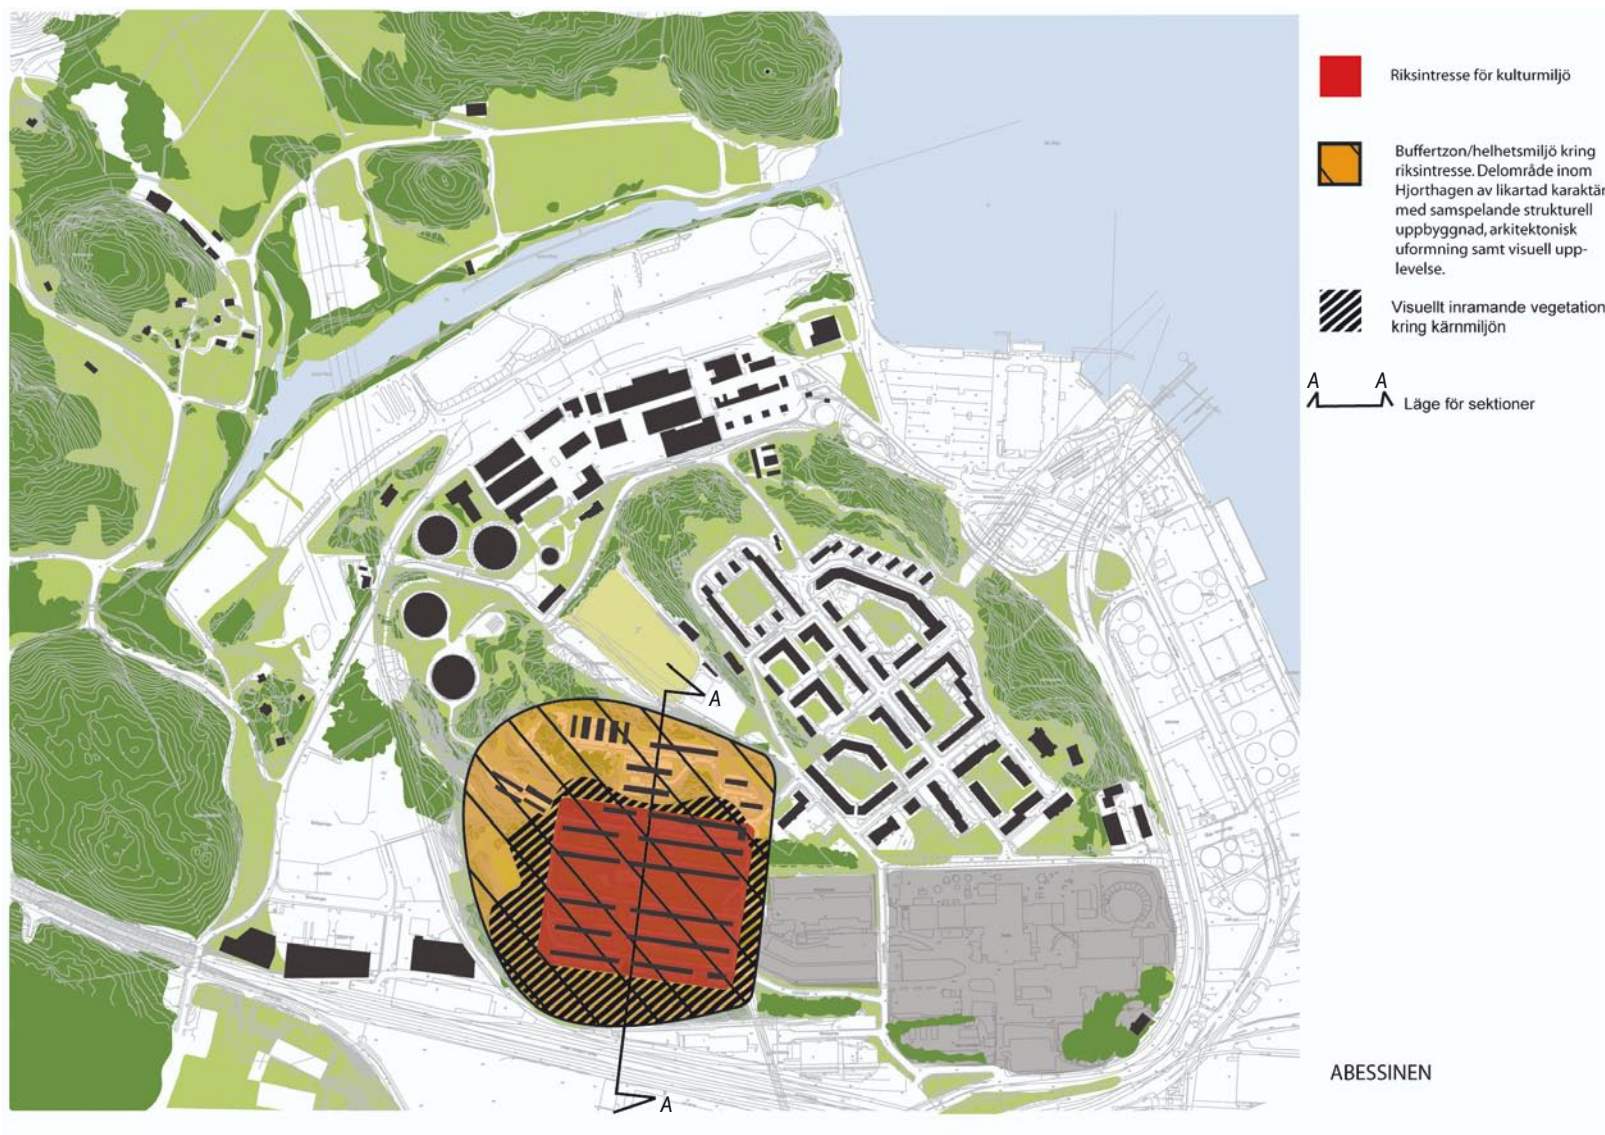 Riksintresse för kulturmiljö
Buffertzon/helhetsmiljö kring
riksintresse. Delområde inom
Hjorthagen av likartad karaktär
med samspelande strukturell
uppbyggnad, arkitektonisk
uformning samt visuell upp-
levelse.
Visuellt inramande vegetation
kring kärnmiljön
A A
Läge för sektioner
A
A
ABESSINEN